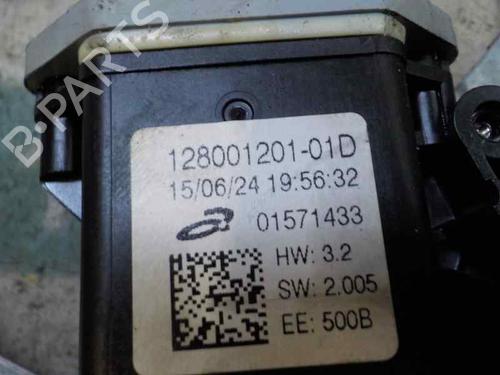 B-PARTS
128001201-01D
15/06/24 19:56:32
01571433
HW: 3.2
SW: 2.005
EE: 500B